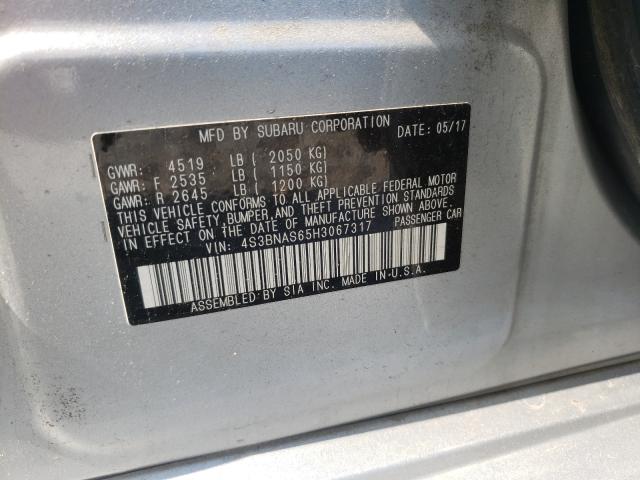 MFD BY SUBARU CORPORATION DATE: 05/17
GVWR: 4519 LB ( 2050 KG)
GAWR: F 2535 LB ( 1150 KG)
GAWR: R 2645 LB ( 1200 KG)
THIS VEHICLE CONFORMS TO ALL APPLICABLE FEDERAL MOTOR
VEHICLE SAFETY, BUMPER, AND THEFT PREVENTION STANDARDS
IN EFFECT ON THE DATE OF MANUFACTURE SHOWN ABOVE.
VIN: 4S3BNAS65H3067317 PASSENGER CAR
ASSEMBLED BY SIA INC. MADE IN U.S.A.